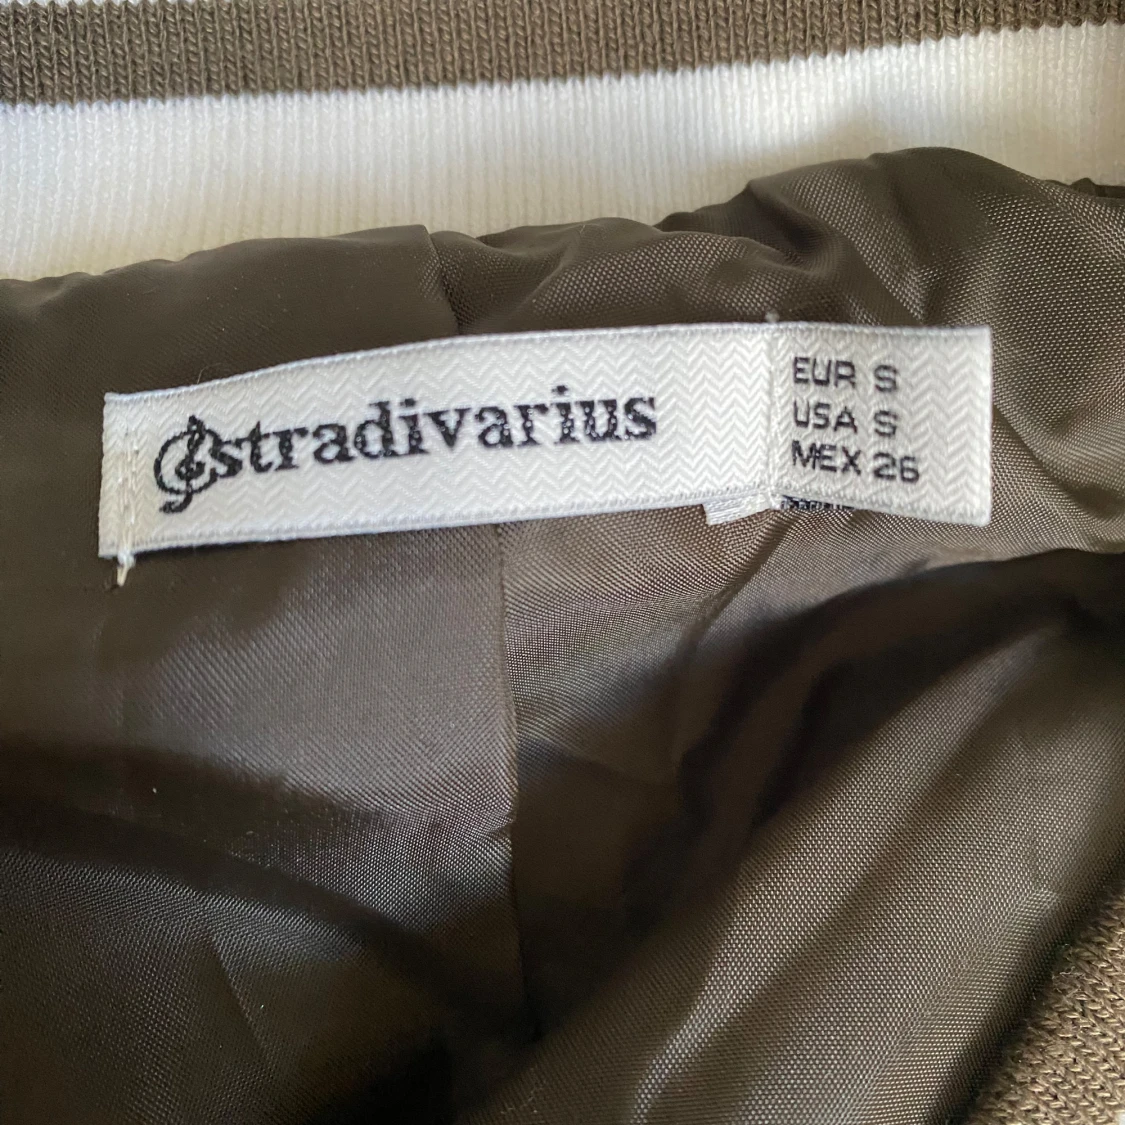 stradivarius
EUR S
USA S
MEX 26